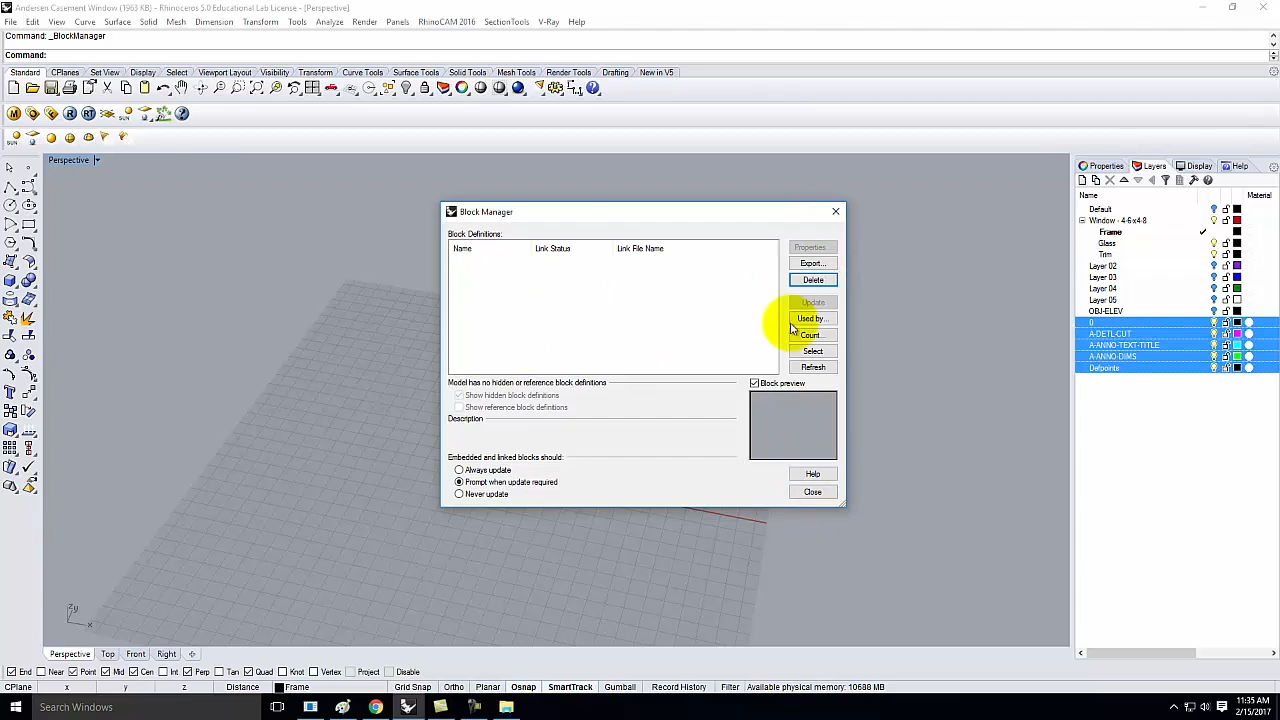 Andersen Casement Window (1963 KB) - Rhinoceros 5.0 Educational Lab License - [Perspective]
File Edit View Curve Surface Solid Mesh Dimension Transform Tools Analyze Render Panels RhinoCAM 2016 SectionTools V-Ray Help
Command: _BlockManager
Command:
Standard CPlanes Set View Display Select Viewport Layout Visibility Transform Curve Tools Surface Tools Solid Tools Mesh Tools Render Tools Drafting New in V5
Perspective
Properties Layers Display Help
Name Material
Default
Window - 4-6x4-8
Frame
Glass
Trim
Layer 02
Layer 03
Layer 04
Layer 05
OBJ-ELEV
0
A-DETL-CUT
A-ANNO-TEXT-TITLE
A-ANNO-DIMS
Defpoints
Block Manager
Block Definitions:
Name Link Status Link File Name
Properties...
Export...
Delete
Update
Used by...
Count...
Select
Refresh
Model has no hidden or reference block definitions
Block preview
Show hidden block definitions
Show reference block definitions
Description
Embedded and linked blocks should:
Always update
Prompt when update required
Never update
Help
Close
Perspective Top Front Right
End Near Point Mid Cen Int Perp Tan Quad Knot Vertex Project Disable
CPlane x y z Distance Frame Grid Snap Ortho Planar Osnap SmartTrack Gumball Record History Filter Available physical memory: 10688 MB
Search Windows
11:35 AM
2/15/2017